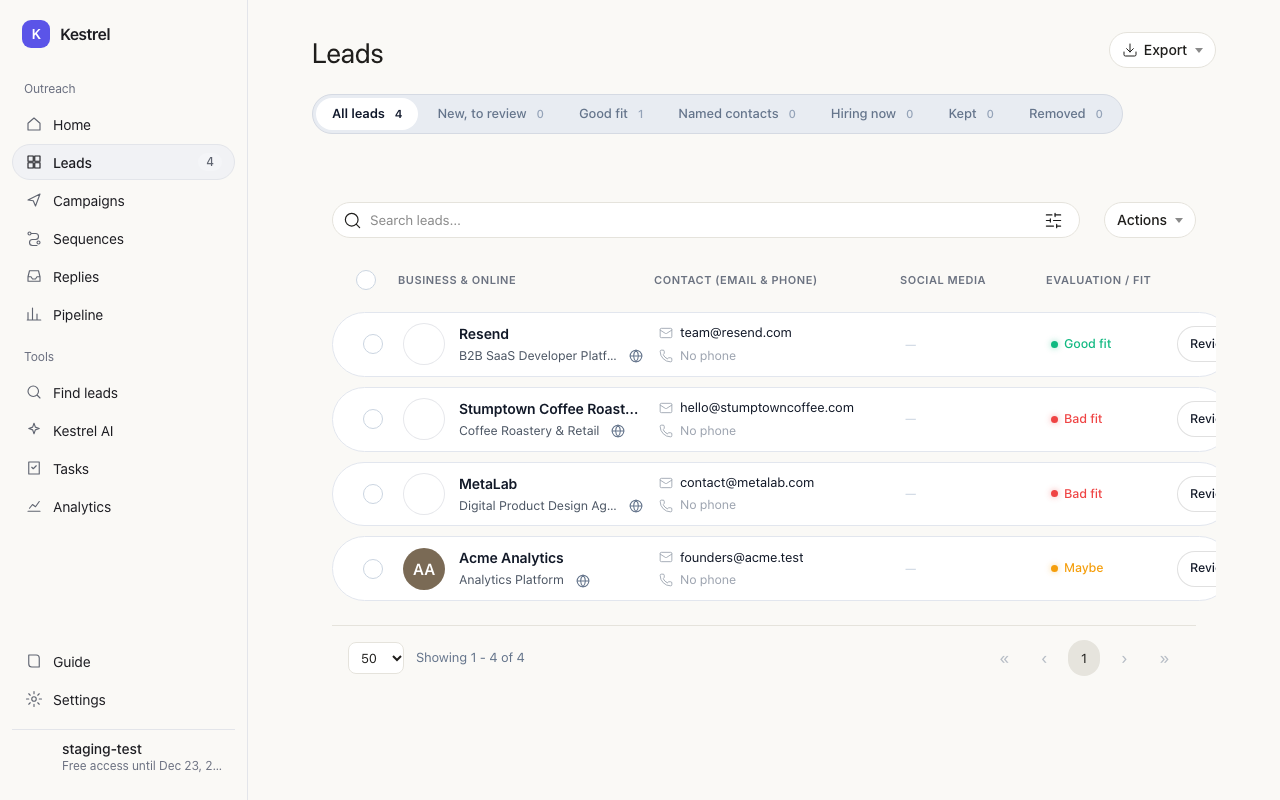 K Kestrel
Outreach
Home
Leads 4
Campaigns
Sequences
Replies
Pipeline
Tools
Find leads
Kestrel AI
Tasks
Analytics
Guide
Settings
staging-test
Free access until Dec 23, 2...
Leads
Export
All leads 4 New, to review 0 Good fit 1 Named contacts 0 Hiring now 0 Kept 0 Removed 0
Search leads...
Actions
BUSINESS & ONLINE CONTACT (EMAIL & PHONE) SOCIAL MEDIA EVALUATION / FIT
Resend
B2B SaaS Developer Platf...
team@resend.com
No phone
—
Good fit
Revi
Stumptown Coffee Roast...
Coffee Roastery & Retail
hello@stumptowncoffee.com
No phone
—
Bad fit
Revi
MetaLab
Digital Product Design Ag...
contact@metalab.com
No phone
—
Bad fit
Revi
AA
Acme Analytics
Analytics Platform
founders@acme.test
No phone
—
Maybe
Revi
50 Showing 1 - 4 of 4
« ‹ 1 › »